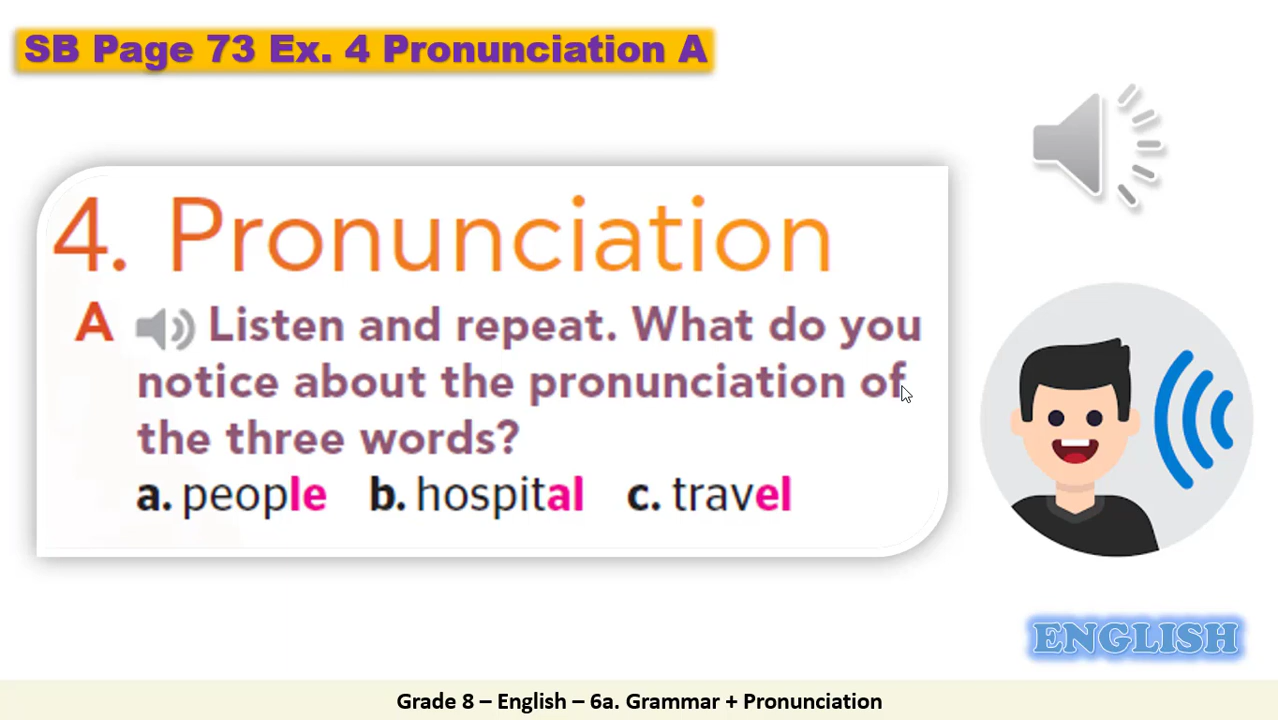 SB Page 73 Ex. 4 Pronunciation A
4. Pronunciation
A Listen and repeat. What do you
notice about the pronunciation of
the three words?
a. people b. hospital c. travel
ENGLISH
Grade 8 – English – 6a. Grammar + Pronunciation